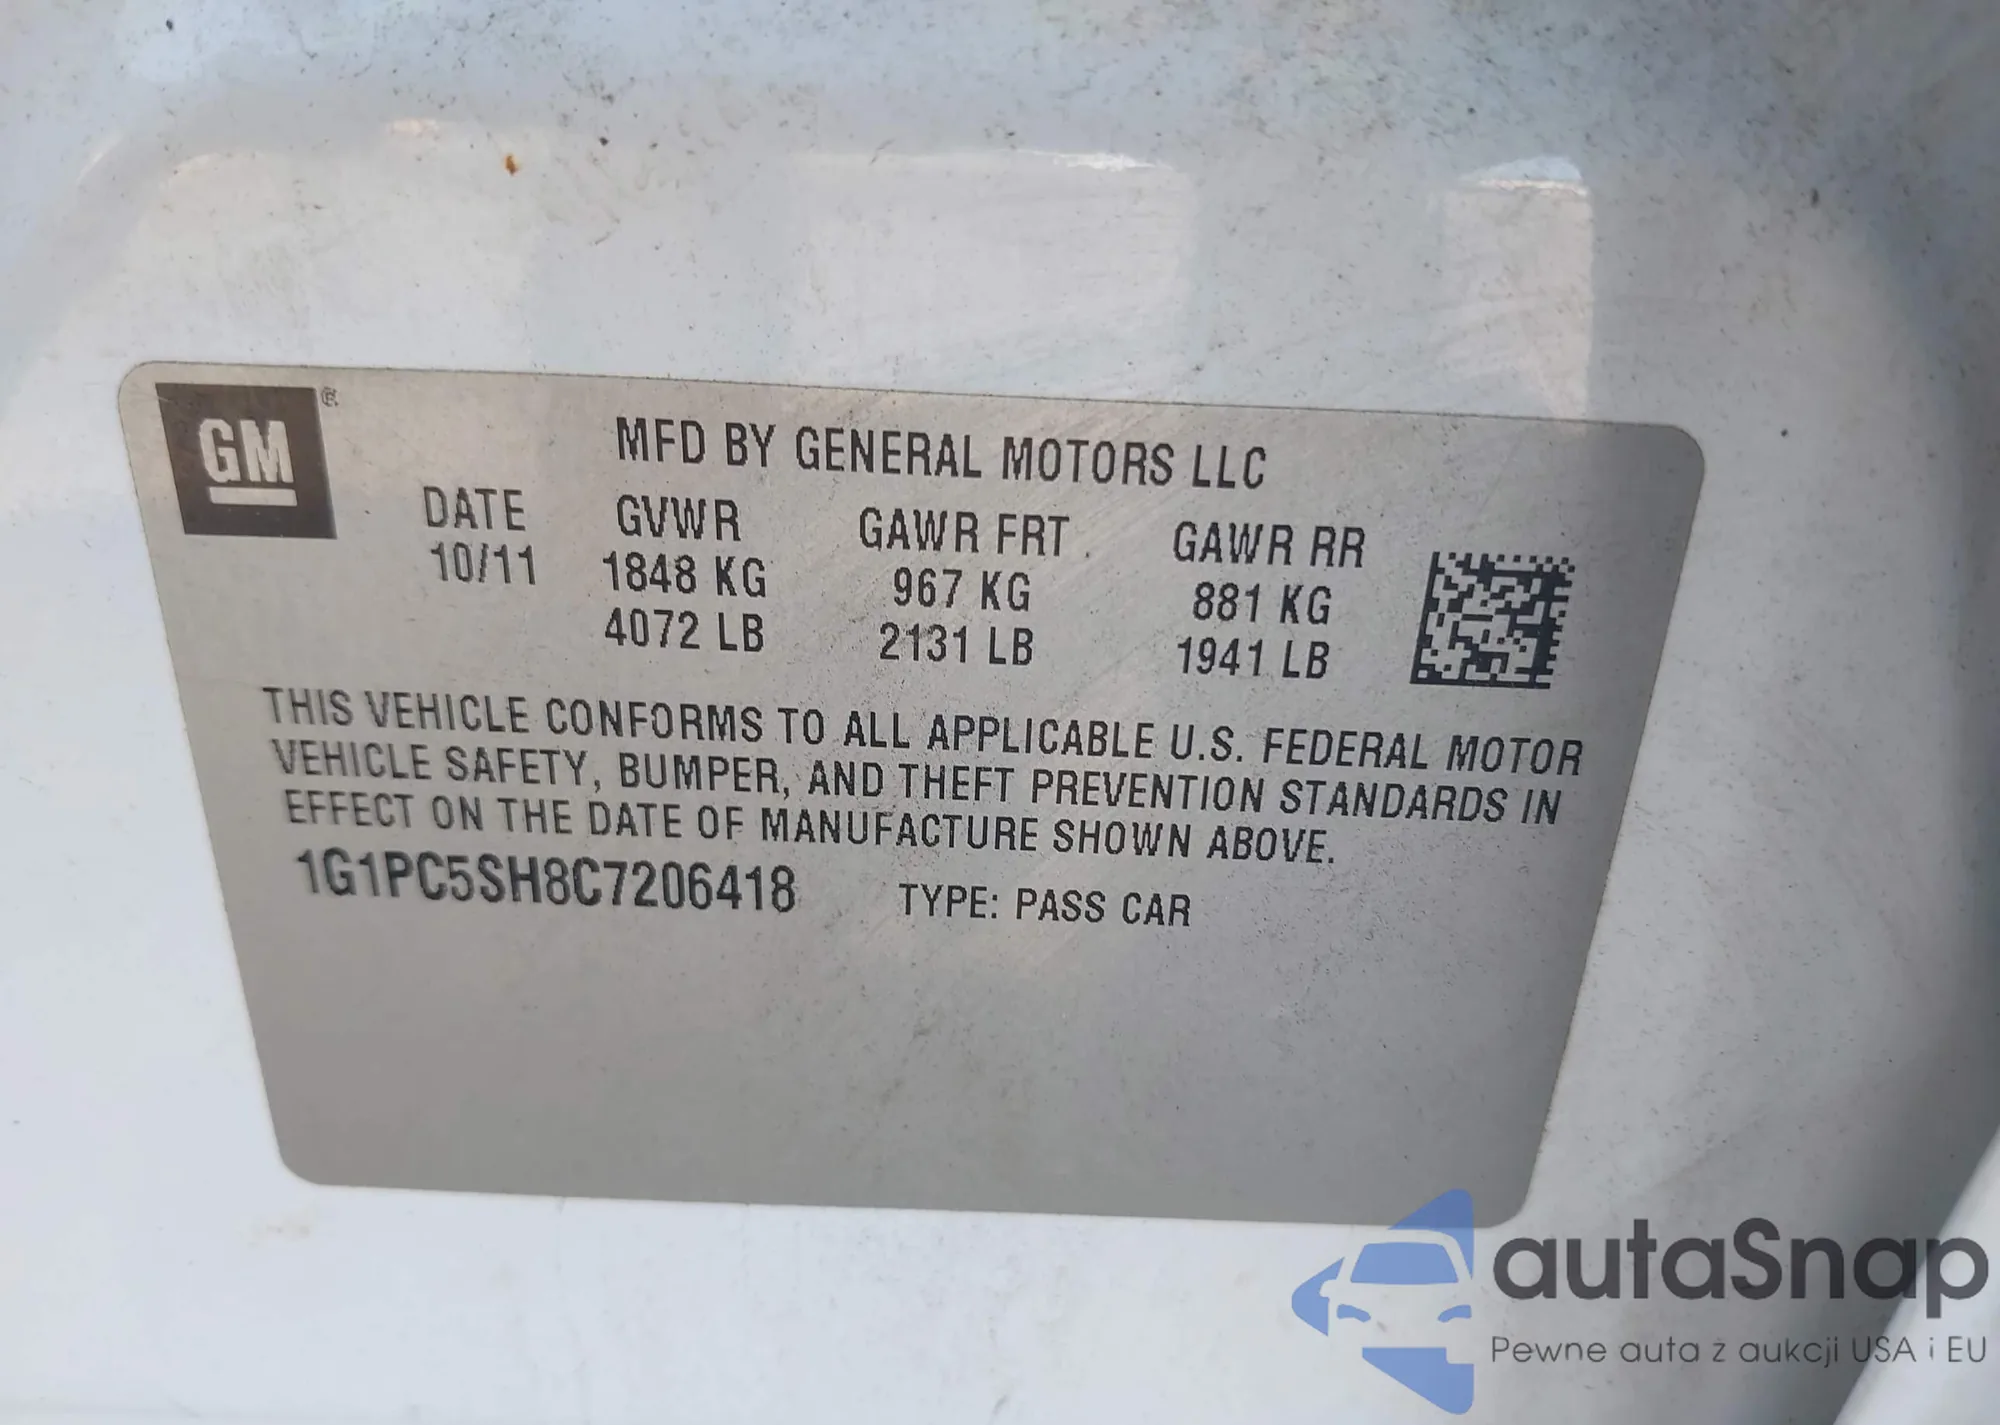 GM
MFD BY GENERAL MOTORS LLC
DATE GVWR GAWR FRT GAWR RR
10/11 1848 KG 967 KG 881 KG
4072 LB 2131 LB 1941 LB
THIS VEHICLE CONFORMS TO ALL APPLICABLE U.S. FEDERAL MOTOR
VEHICLE SAFETY, BUMPER, AND THEFT PREVENTION STANDARDS IN
EFFECT ON THE DATE OF MANUFACTURE SHOWN ABOVE.
1G1PC5SH8C7206418 TYPE: PASS CAR
autaSnap
Pewne auta z aukcji USA i EU